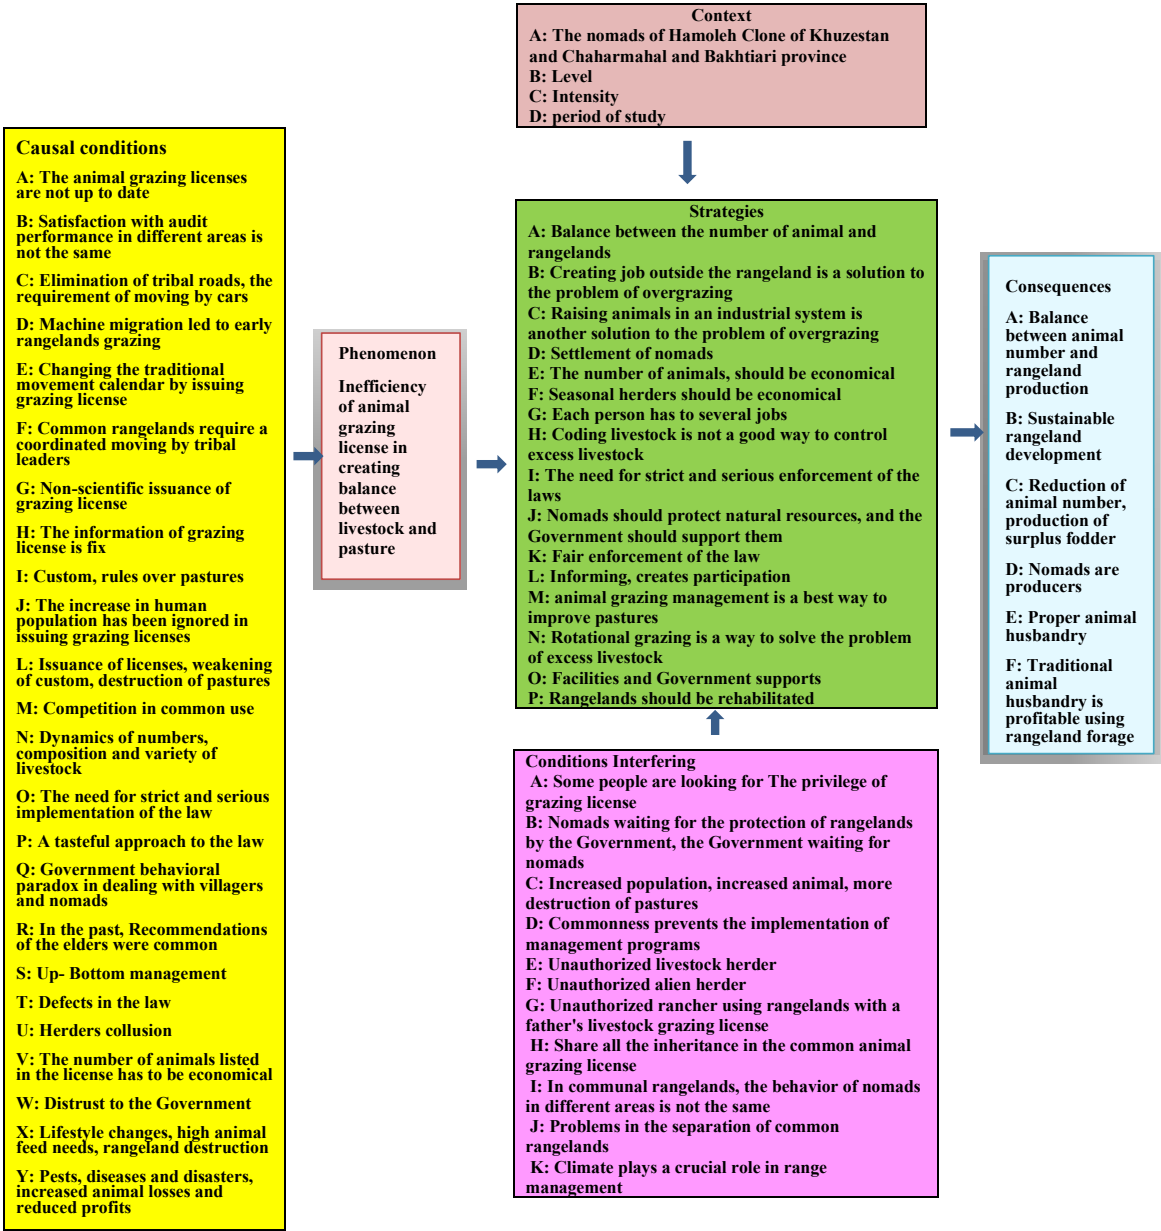 Context
A: The nomads of Hamoleh Clone of Khuzestan
and Chaharmahal and Bakhtiari province
B: Level
C: Intensity
D: period of study
Causal conditions
A: The animal grazing licenses
are not up to date
B: Satisfaction with audit
performance in different areas is
not the same
C: Elimination of tribal roads, the
requirement of moving by cars
D: Machine migration led to early
rangelands grazing
E: Changing the traditional
movement calendar by issuing
grazing license
F: Common rangelands require a
coordinated moving by tribal
leaders
G: Non-scientific issuance of
grazing license
H: The information of grazing
license is fix
I: Custom, rules over pastures
J: The increase in human
population has been ignored in
issuing grazing licenses
L: Issuance of licenses, weakening
of custom, destruction of pastures
M: Competition in common use
N: Dynamics of numbers,
composition and variety of
livestock
O: The need for strict and serious
implementation of the law
P: A tasteful approach to the law
Q: Government behavioral
paradox in dealing with villagers
and nomads
R: In the past, Recommendations
of the elders were common
S: Up- Bottom management
T: Defects in the law
U: Herders collusion
V: The number of animals listed
in the license has to be economical
W: Distrust to the Government
X: Lifestyle changes, high animal
feed needs, rangeland destruction
Y: Pests, diseases and disasters,
increased animal losses and
reduced profits
Phenomenon
Inefficiency
of animal
grazing
license in
creating
balance
between
livestock and
pasture
Strategies
A: Balance between the number of animal and
rangelands
B: Creating job outside the rangeland is a solution to
the problem of overgrazing
C: Raising animals in an industrial system is
another solution to the problem of overgrazing
D: Settlement of nomads
E: The number of animals, should be economical
F: Seasonal herders should be economical
G: Each person has to several jobs
H: Coding livestock is not a good way to control
excess livestock
I: The need for strict and serious enforcement of the
laws
J: Nomads should protect natural resources, and the
Government should support them
K: Fair enforcement of the law
L: Informing, creates participation
M: animal grazing management is a best way to
improve pastures
N: Rotational grazing is a way to solve the problem
of excess livestock
O: Facilities and Government supports
P: Rangelands should be rehabilitated
Conditions Interfering
A: Some people are looking for The privilege of
grazing license
B: Nomads waiting for the protection of rangelands
by the Government, the Government waiting for
nomads
C: Increased population, increased animal, more
destruction of pastures
D: Commonness prevents the implementation of
management programs
E: Unauthorized livestock herder
F: Unauthorized alien herder
G: Unauthorized rancher using rangelands with a
father's livestock grazing license
H: Share all the inheritance in the common animal
grazing license
I: In communal rangelands, the behavior of nomads
in different areas is not the same
J: Problems in the separation of common
rangelands
K: Climate plays a crucial role in range
management
Consequences
A: Balance
between animal
number and
rangeland
production
B: Sustainable
rangeland
development
C: Reduction of
animal number,
production of
surplus fodder
D: Nomads are
producers
E: Proper animal
husbandry
F: Traditional
animal
husbandry is
profitable using
rangeland forage